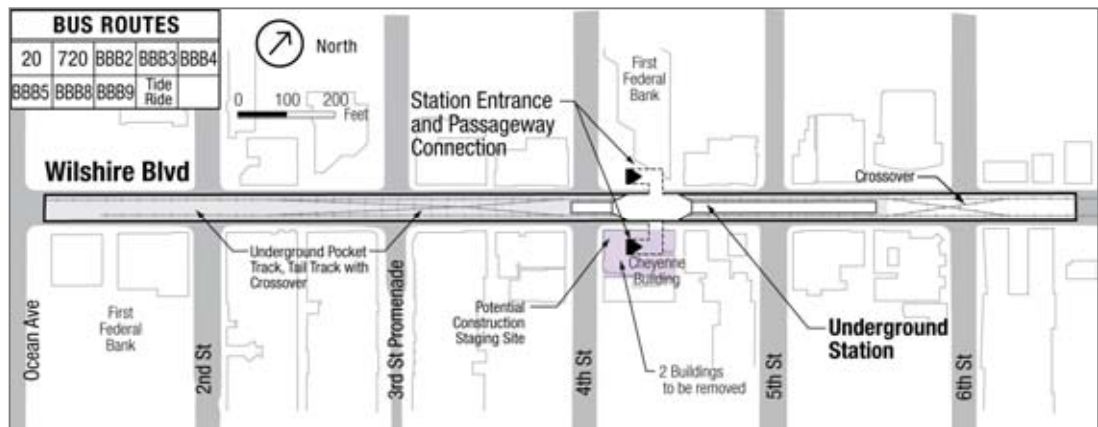 BUS ROUTES
20 720 BBB2 BBB3 BBB4
BBB5 BBB8 BBB9 Tide Ride
North
0 100 200
Feet
First
Federal
Bank
Station Entrance
and Passageway
Connection
Wilshire Blvd
Crossover
Underground Pocket
Track, Tail Track with
Crossover
First
Federal
Bank
Cheyenne
Building
Potential
Construction
Staging Site
2 Buildings
to be removed
Underground
Station
Ocean Ave
2nd St
3rd St Promenade
4th St
5th St
6th St